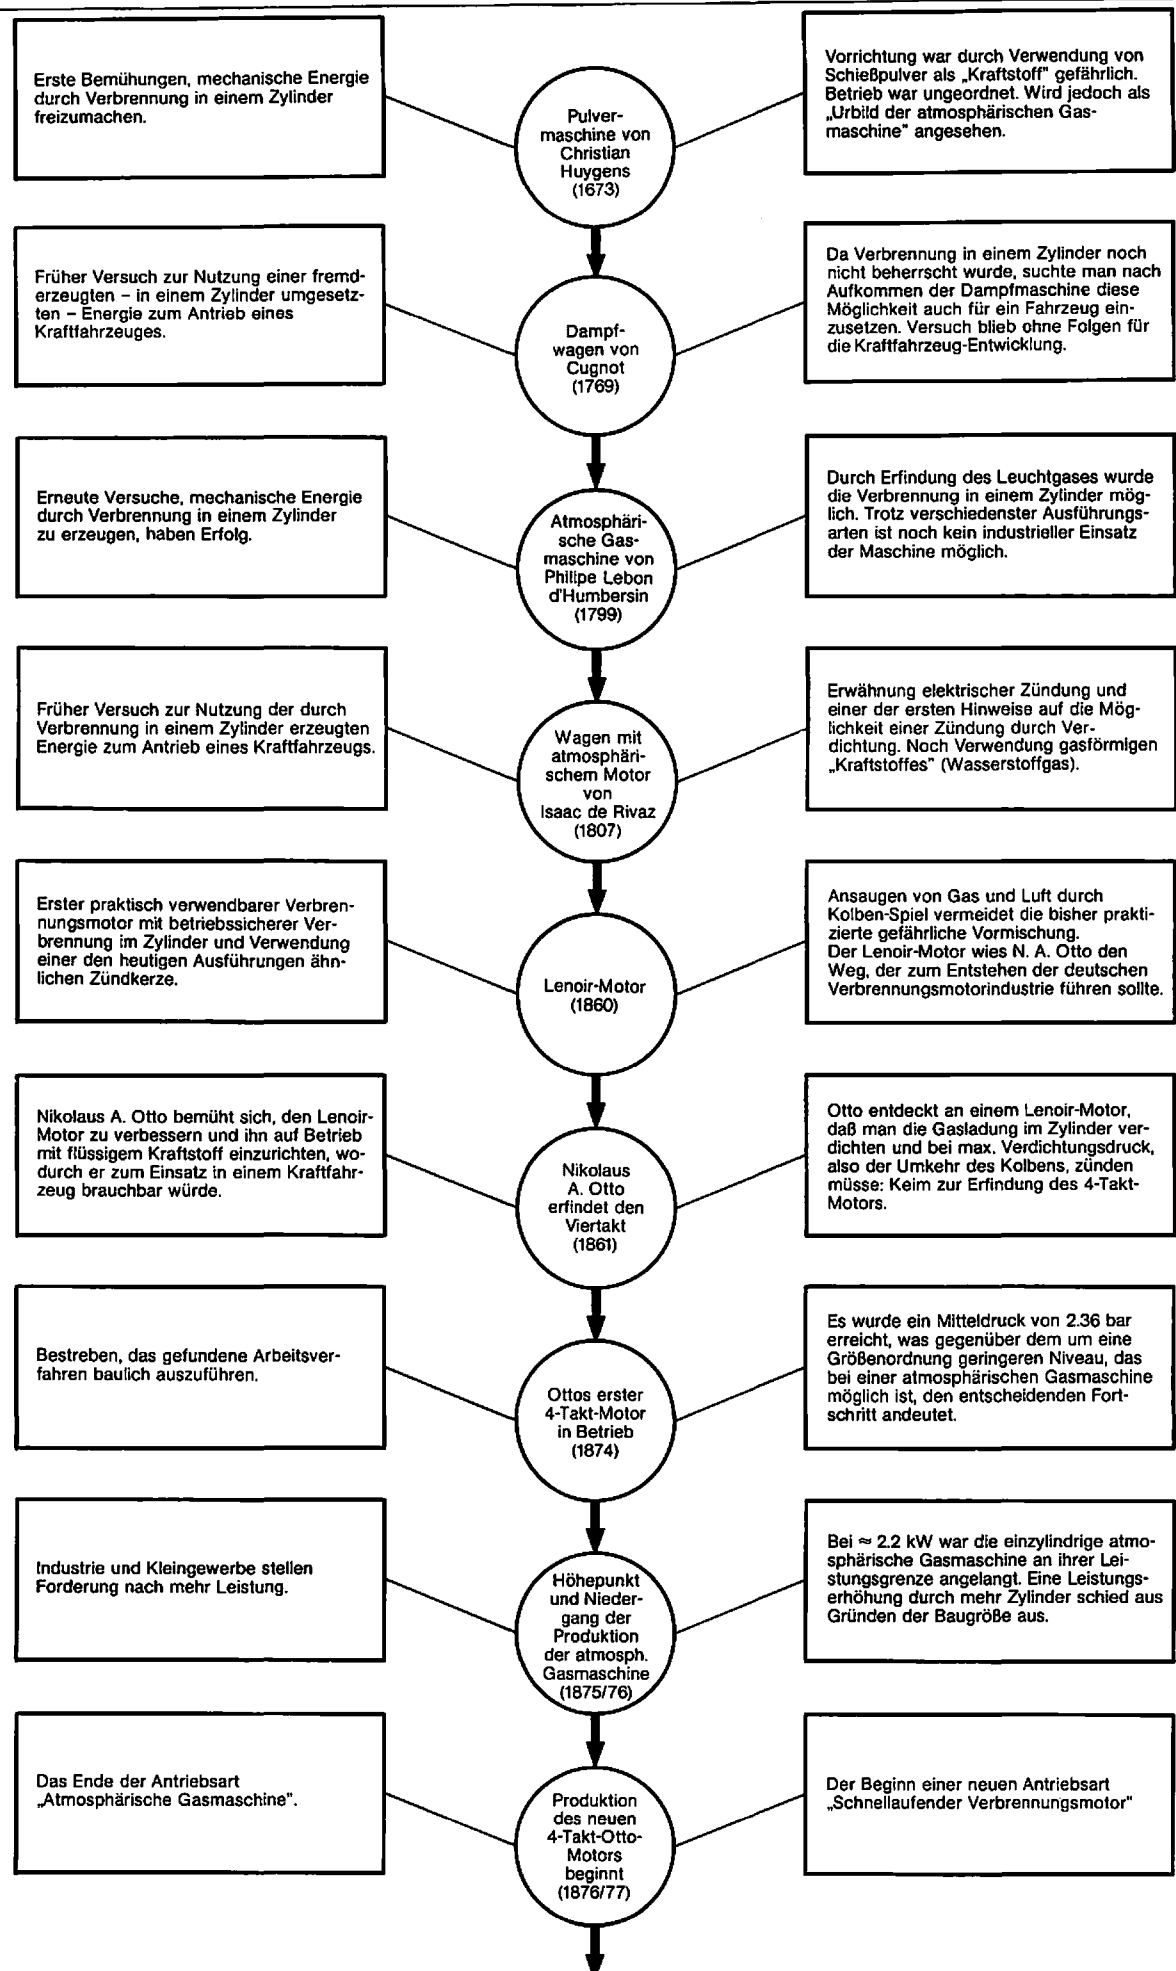 Erste Bemühungen, mechanische Energie
durch Verbrennung in einem Zylinder
freizumachen.
Pulver-
maschine von
Christian
Huygens
(1673)
Vorrichtung war durch Verwendung von
Schießpulver als „Kraftstoff" gefährlich.
Betrieb war ungeordnet. Wird jedoch als
„Urbild der atmosphärischen Gas-
maschine" angesehen.
Früher Versuch zur Nutzung einer fremd-
erzeugten – in einem Zylinder umgesetz-
ten – Energie zum Antrieb eines
Kraftfahrzeuges.
Dampf-
wagen von
Cugnot
(1769)
Da Verbrennung in einem Zylinder noch
nicht beherrscht wurde, suchte man nach
Aufkommen der Dampfmaschine diese
Möglichkeit auch für ein Fahrzeug ein-
zusetzen. Versuch blieb ohne Folgen für
die Kraftfahrzeug-Entwicklung.
Erneute Versuche, mechanische Energie
durch Verbrennung in einem Zylinder
zu erzeugen, haben Erfolg.
Atmosphäri-
sche Gas-
maschine von
Philipe Lebon
d'Humbersin
(1799)
Durch Erfindung des Leuchtgases wurde
die Verbrennung in einem Zylinder mög-
lich. Trotz verschiedenster Ausführungs-
arten ist noch kein industrieller Einsatz
der Maschine möglich.
Früher Versuch zur Nutzung der durch
Verbrennung in einem Zylinder erzeugten
Energie zum Antrieb eines Kraftfahrzeugs.
Wagen mit
atmosphäri-
schem Motor
von
Isaac de Rivaz
(1807)
Erwähnung elektrischer Zündung und
einer der ersten Hinweise auf die Mög-
lichkeit einer Zündung durch Ver-
dichtung. Noch Verwendung gasförmigen
„Kraftstoffes" (Wasserstoffgas).
Erster praktisch verwendbarer Verbren-
nungsmotor mit betriebssicherer Ver-
brennung im Zylinder und Verwendung
einer den heutigen Ausführungen ähn-
lichen Zündkerze.
Lenoir-Motor
(1860)
Ansaugen von Gas und Luft durch
Kolben-Spiel vermeidet die bisher prakti-
zierte gefährliche Vormischung.
Der Lenoir-Motor wies N. A. Otto den
Weg, der zum Entstehen der deutschen
Verbrennungsmotorindustrie führen sollte.
Nikolaus A. Otto bemüht sich, den Lenoir-
Motor zu verbessern und ihn auf Betrieb
mit flüssigem Kraftstoff einzurichten, wo-
durch er zum Einsatz in einem Kraftfahr-
zeug brauchbar würde.
Nikolaus
A. Otto
erfindet den
Viertakt
(1861)
Otto entdeckt an einem Lenoir-Motor,
daß man die Gasladung im Zylinder ver-
dichten und bei max. Verdichtungsdruck,
also der Umkehr des Kolbens, zünden
müsse: Keim zur Erfindung des 4-Takt-
Motors.
Bestreben, das gefundene Arbeitsver-
fahren baulich auszuführen.
Ottos erster
4-Takt-Motor
in Betrieb
(1874)
Es wurde ein Mitteldruck von 2.36 bar
erreicht, was gegenüber dem um eine
Größenordnung geringeren Niveau, das
bei einer atmosphärischen Gasmaschine
möglich ist, den entscheidenden Fort-
schritt andeutet.
Industrie und Kleingewerbe stellen
Forderung nach mehr Leistung.
Höhepunkt
und Nieder-
gang der
Produktion
der atmosph.
Gasmaschine
(1875/76)
Bei ≈ 2.2 kW war die einzylindrige atmo-
sphärische Gasmaschine an ihrer Lei-
stungsgrenze angelangt. Eine Leistungs-
erhöhung durch mehr Zylinder schied aus
Gründen der Baugröße aus.
Das Ende der Antriebsart
„Atmosphärische Gasmaschine".
Produktion
des neuen
4-Takt-Otto-
Motors
beginnt
(1876/77)
Der Beginn einer neuen Antriebsart
„Schnellaufender Verbrennungsmotor"